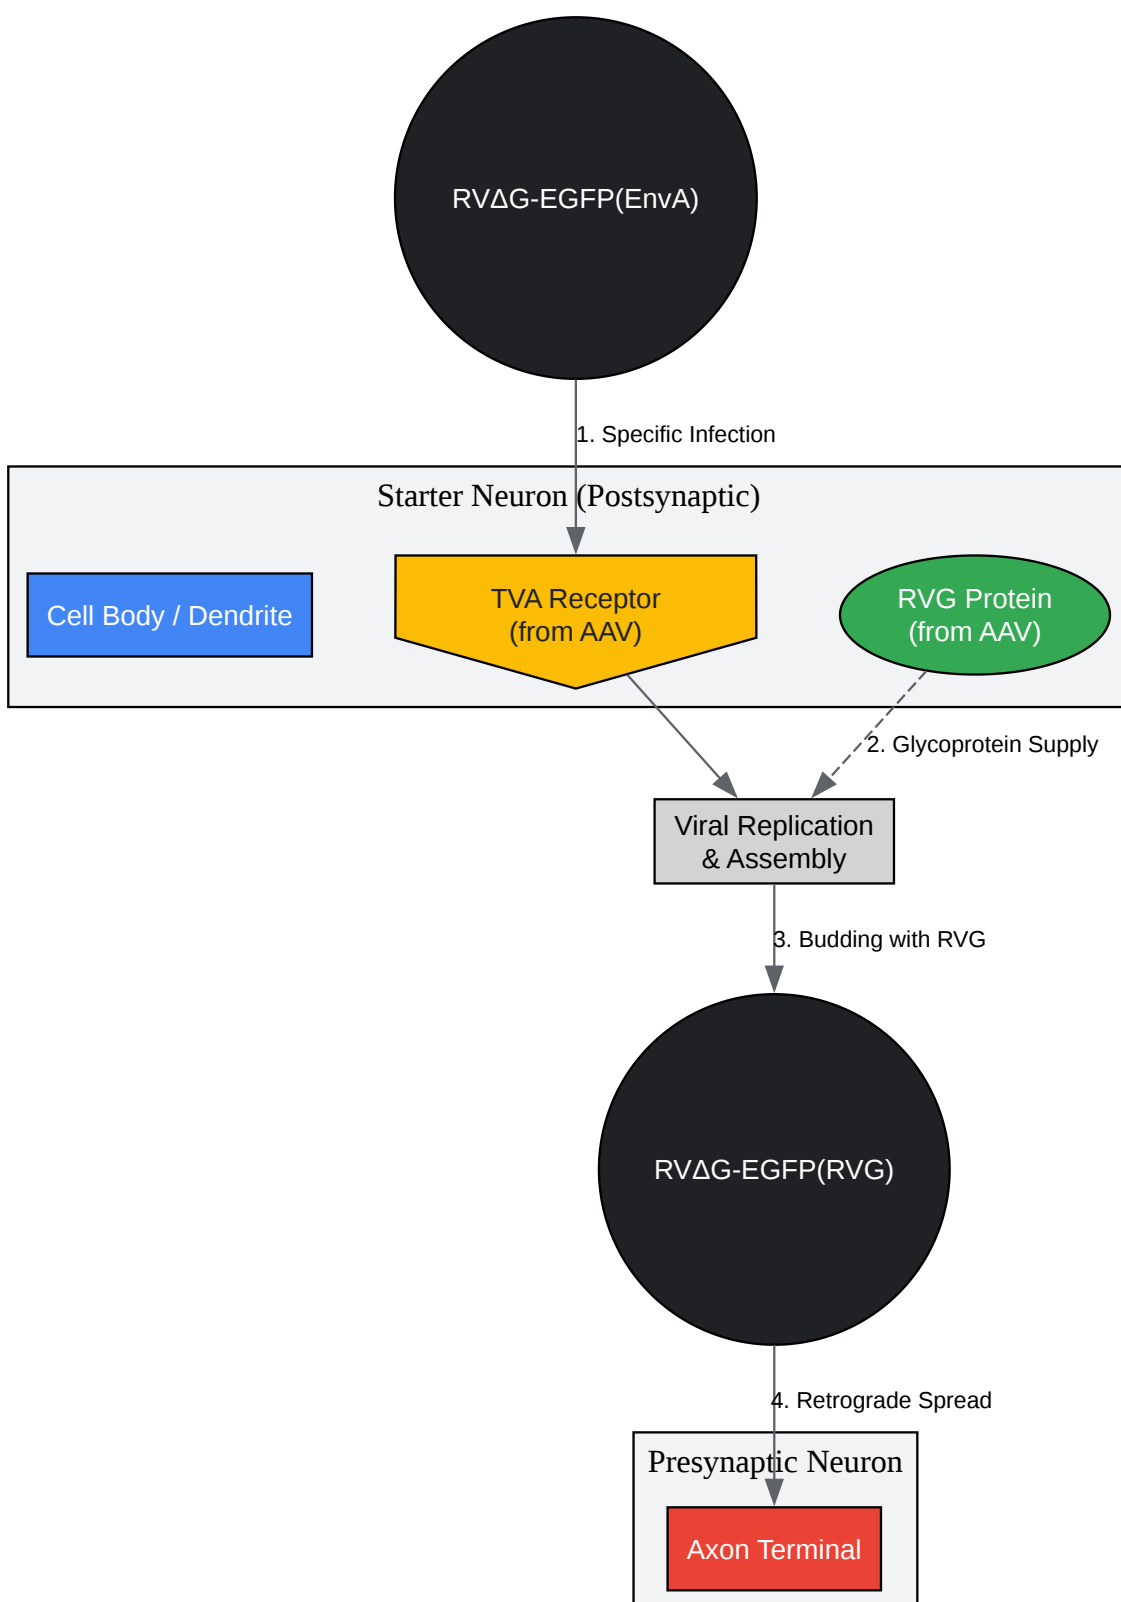 RVΔG-EGFP(EnvA)
1. Specific Infection
Starter Neuron (Postsynaptic)
Cell Body / Dendrite
TVA Receptor
(from AAV)
RVG Protein
(from AAV)
2. Glycoprotein Supply
Viral Replication
& Assembly
3. Budding with RVG
RVΔG-EGFP(RVG)
4. Retrograde Spread
Presynaptic Neuron
Axon Terminal